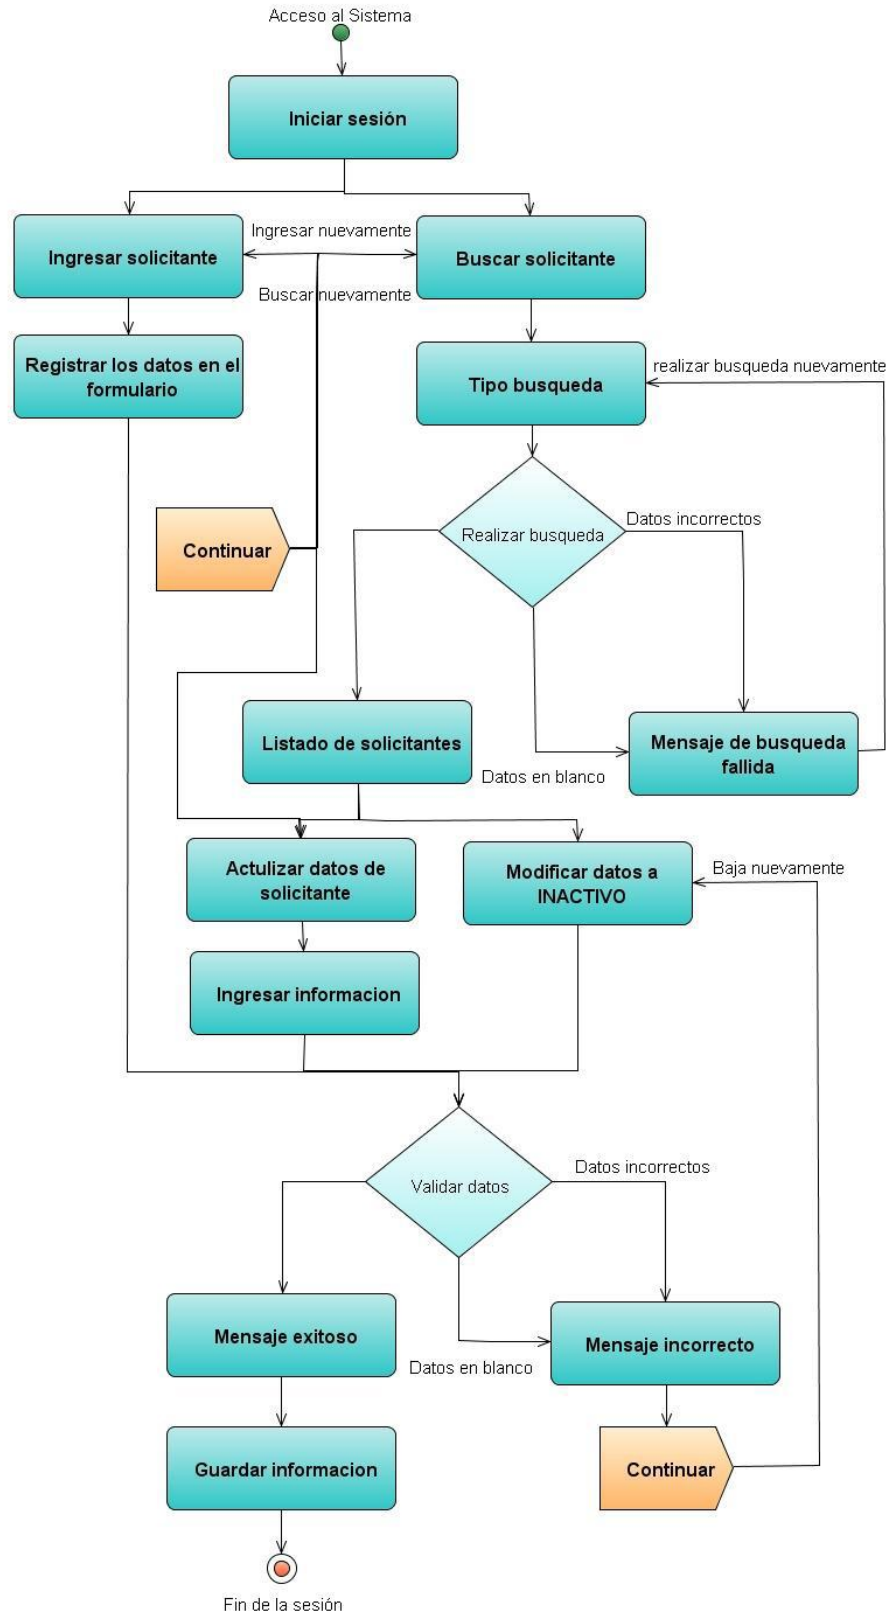 Acceso al Sistema
Iniciar sesión
Ingresar solicitante
Ingresar nuevamente
Buscar solicitante
Buscar nuevamente
Registrar los datos en el
formulario
Tipo busqueda
realizar busqueda nuevamente
Continuar
Realizar busqueda
Datos incorrectos
Listado de solicitantes
Mensaje de busqueda
fallida
Datos en blanco
Actulizar datos de
solicitante
Modificar datos a
INACTIVO
Baja nuevamente
Ingresar informacion
Validar datos
Datos incorrectos
Mensaje exitoso
Mensaje incorrecto
Datos en blanco
Guardar informacion
Continuar
Fin de la sesión